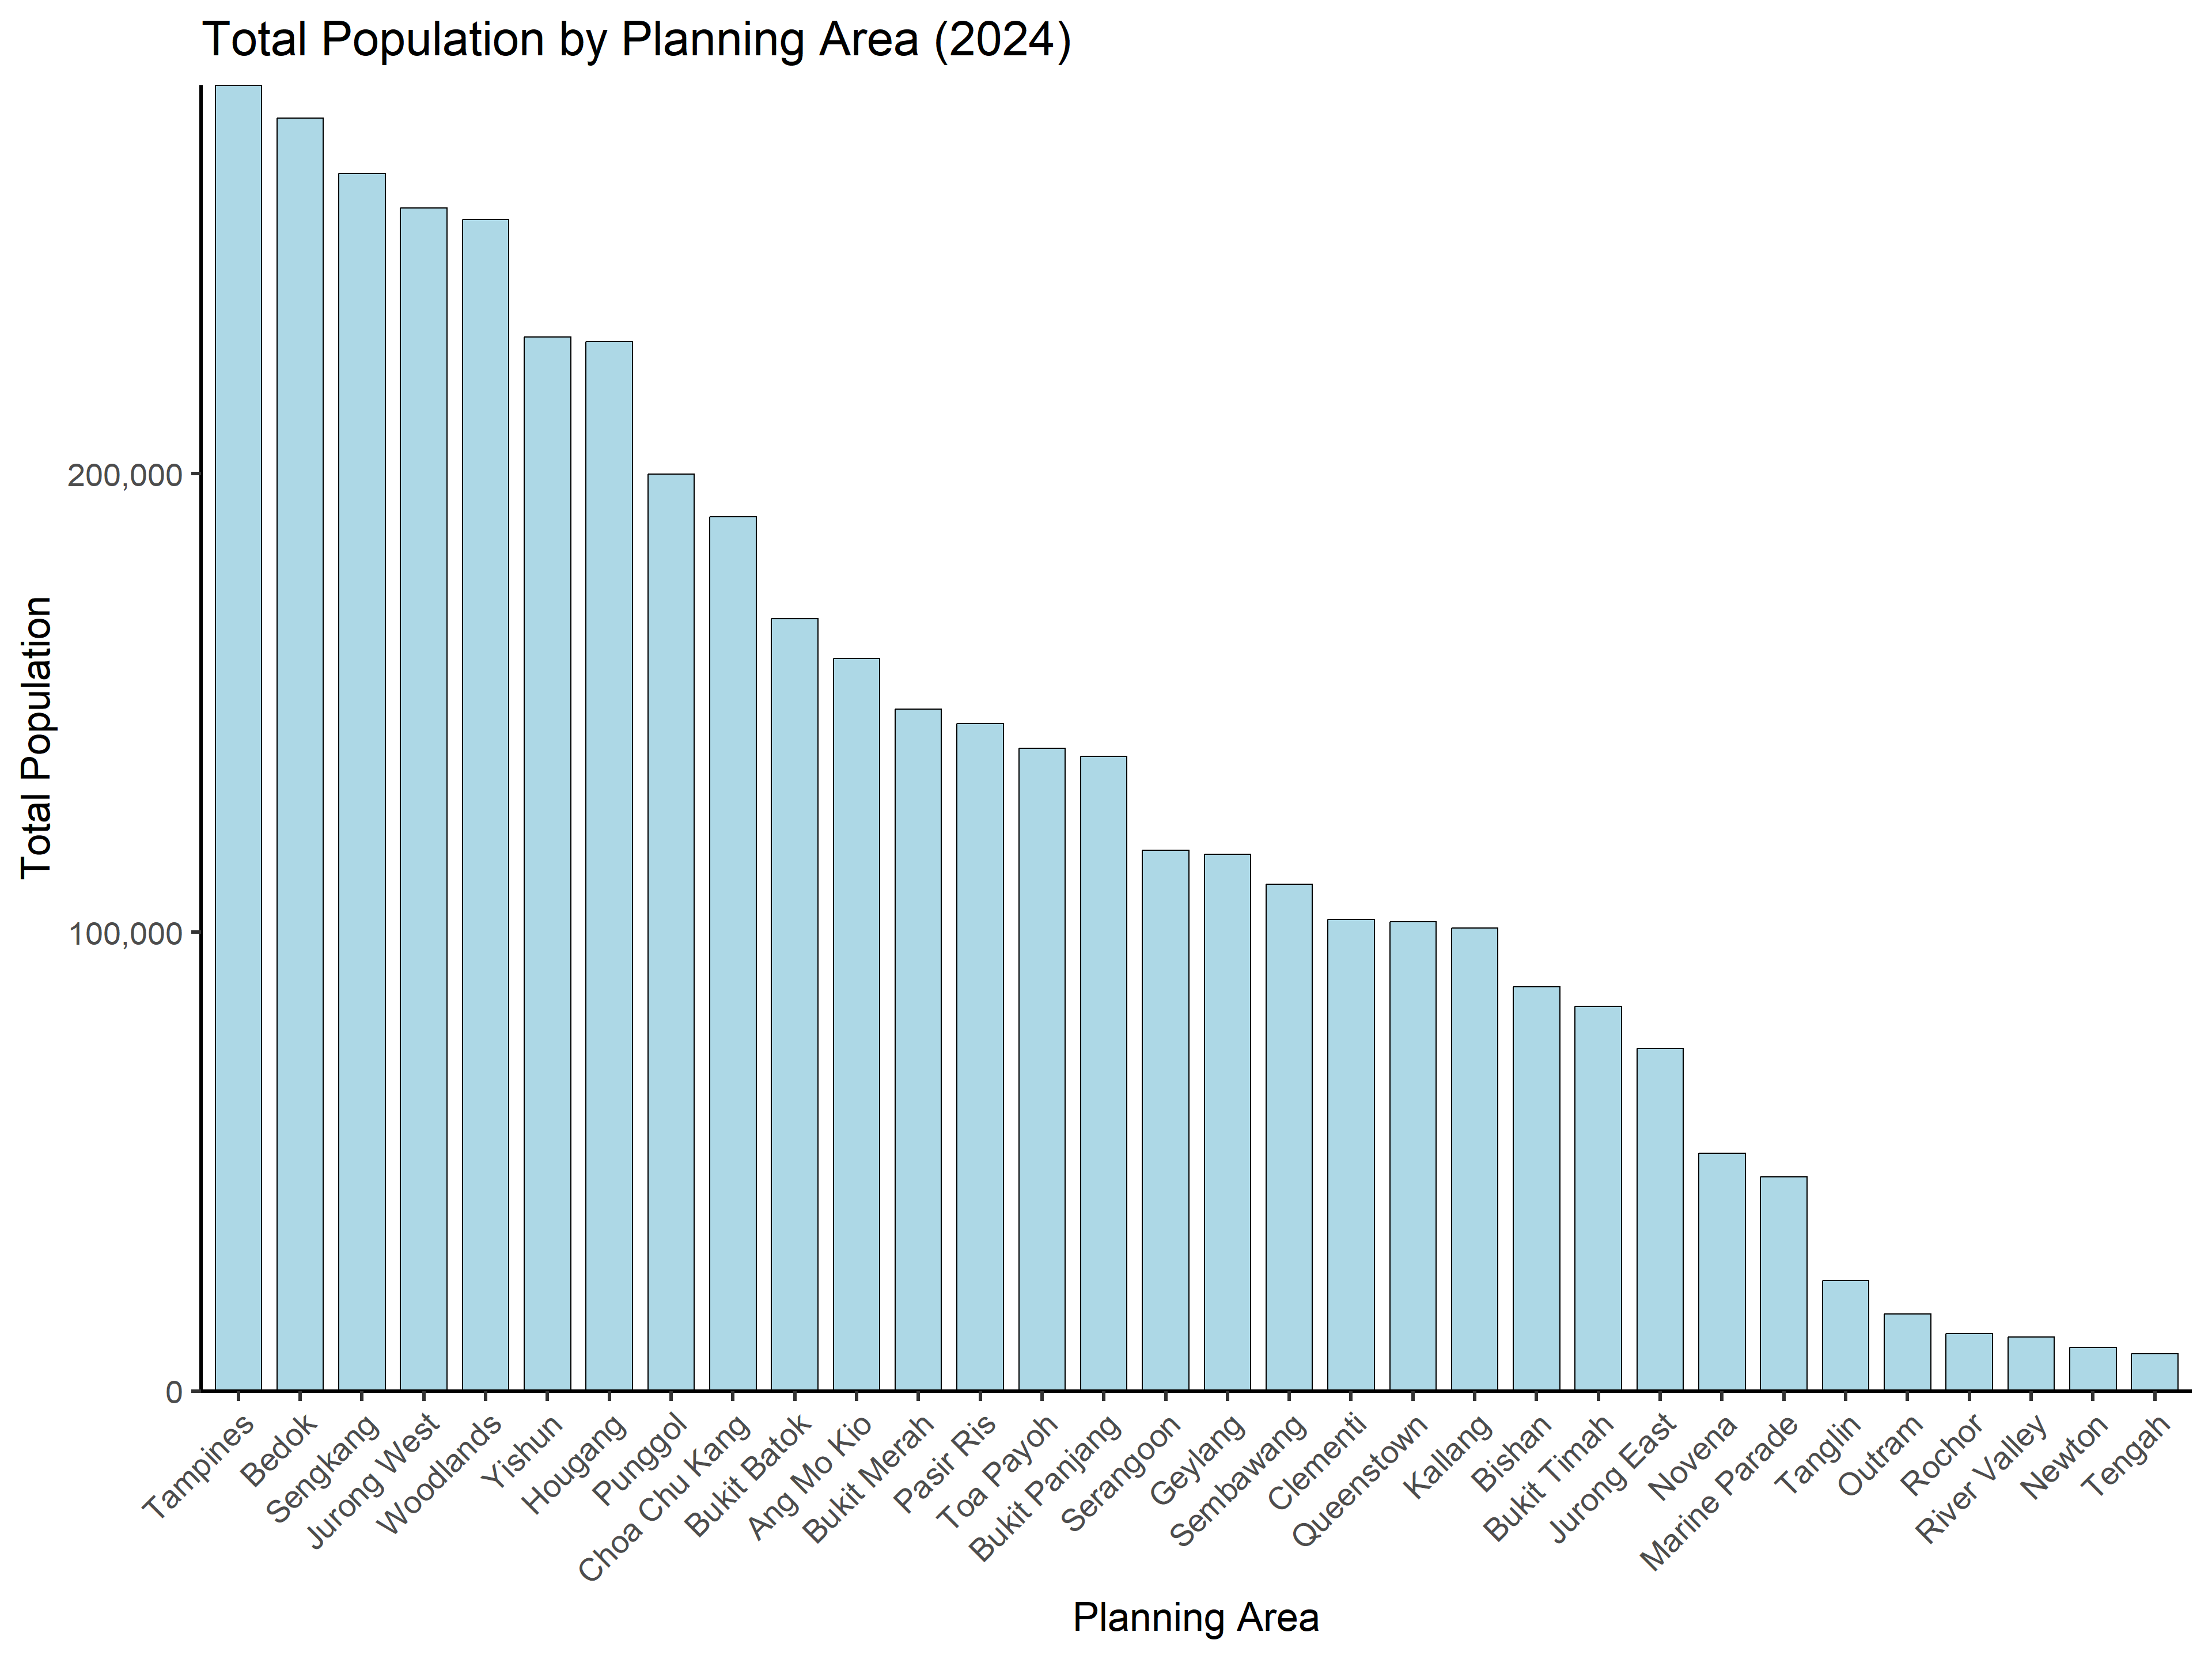 Total Population by Planning Area (2024)
Total Population
200,000
100,000
0
Tampines
Bedok
Sengkang
Jurong West
Woodlands
Yishun
Hougang
Punggol
Choa Chu Kang
Bukit Batok
Ang Mo Kio
Bukit Merah
Pasir Ris
Toa Payoh
Bukit Panjang
Serangoon
Geylang
Sembawang
Clementi
Queenstown
Kallang
Bishan
Bukit Timah
Jurong East
Novena
Marine Parade
Tanglin
Outram
Rochor
River Valley
Newton
Tengah
Planning Area